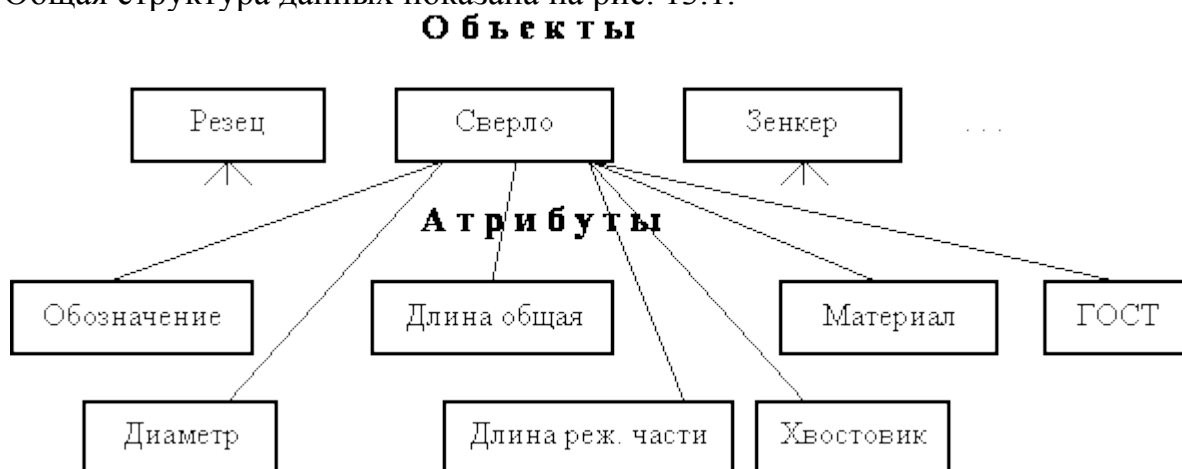 Общая структура данных показана на рис. 13.1.
Объекты
Резец Сверло Зенкер ...
Атрибуты
Обозначение Длина общая Материал ГОСТ
Диаметр Длина реж. части Хвостовик